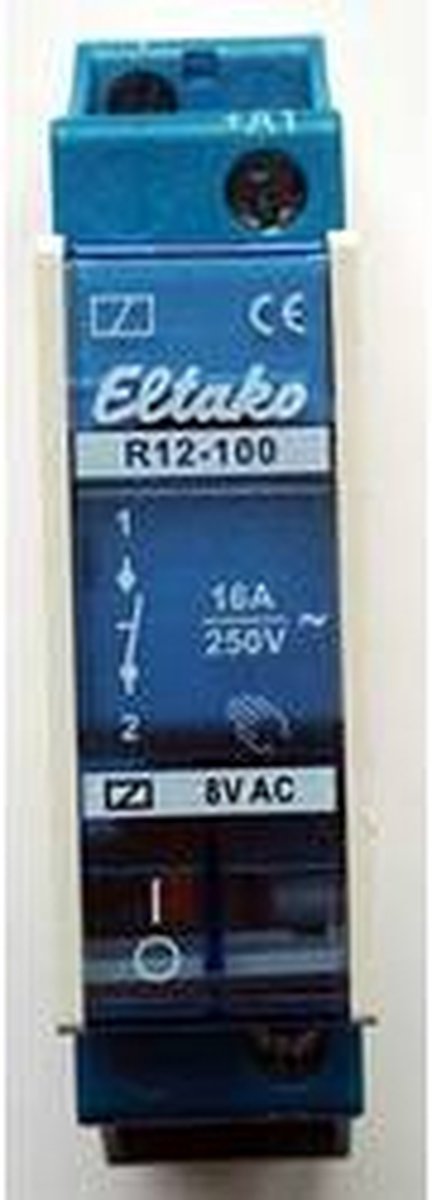 +A1
CE
Eltako
R12-100
1
16A
250V ~
2
8V AC